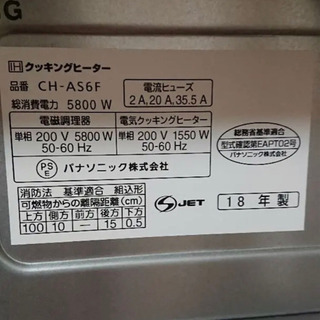 G
IH クッキングヒーター
品番 CH-AS6F
総消費電力 5800 W
電流ヒューズ
2 A,20 A,35.5 A
電磁調理器
単相 200 V 5800 W
50-60 Hz
電気クッキングヒーター
単相 200 V 1550 W
50-60 Hz
PS
E
パナソニック株式会社
総務省基準適合
型式確認第EAPT02号
パナソニック株式会社
消防法 基準適合 組込形
可燃物からの離隔距離(cm)
上方 側方 前方 後方 下方
100 10 — 15 0.5
S JET
18 年 製